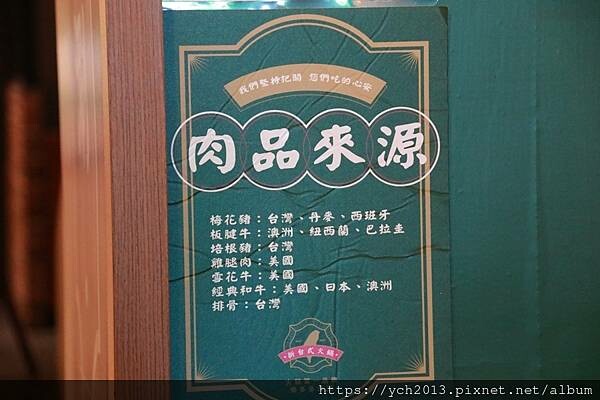 我們堅持把關 您們吃的心安
肉品來源
梅花豬：台灣、丹麥、西班牙
板腱牛：澳洲、紐西蘭、巴拉圭
培根豬：台灣
雞腿肉：美國
雪花牛：美國
經典和牛：美國、日本、澳洲
排骨：台灣
新台式火鍋
https://ych2013.pixnet.net/album